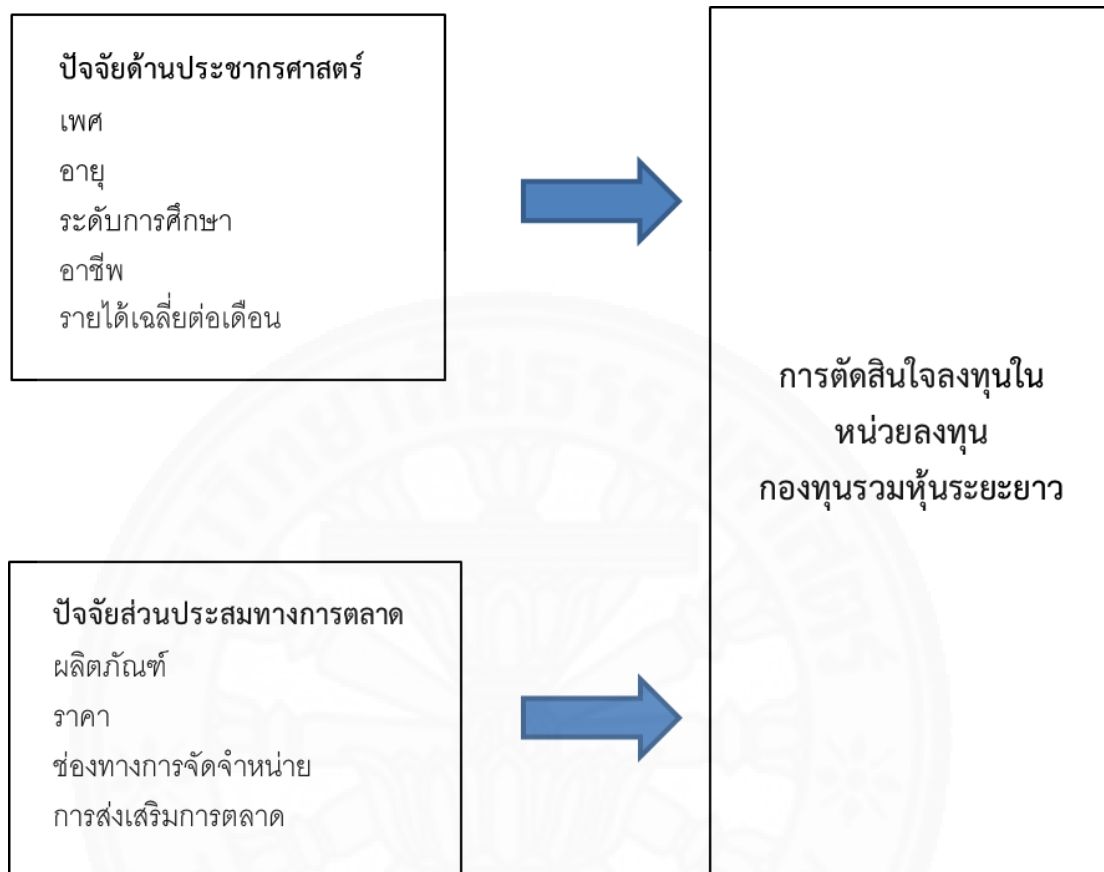 ปัจจัยด้านประชากรศาสตร์
เพศ
อายุ
ระดับการศึกษา
อาชีพ
รายได้เฉลี่ยต่อเดือน
การตัดสินใจลงทุนใน
หน่วยลงทุน
กองทุนรวมหุ้นระยะยาว
ปัจจัยส่วนประสมทางการตลาด
ผลิตภัณฑ์
ราคา
ช่องทางการจัดจำหน่าย
การส่งเสริมการตลาด